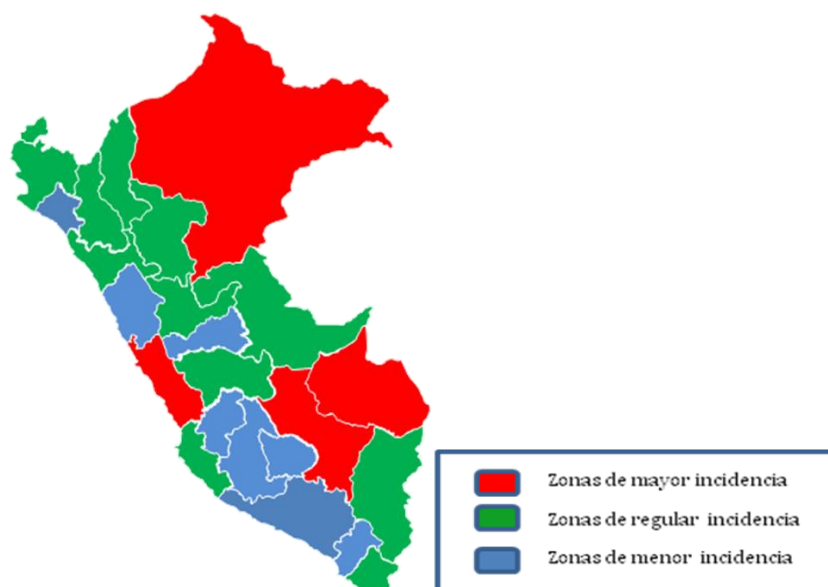 Zonas de mayor incidencia
Zonas de regular incidencia
Zonas de menor incidencia